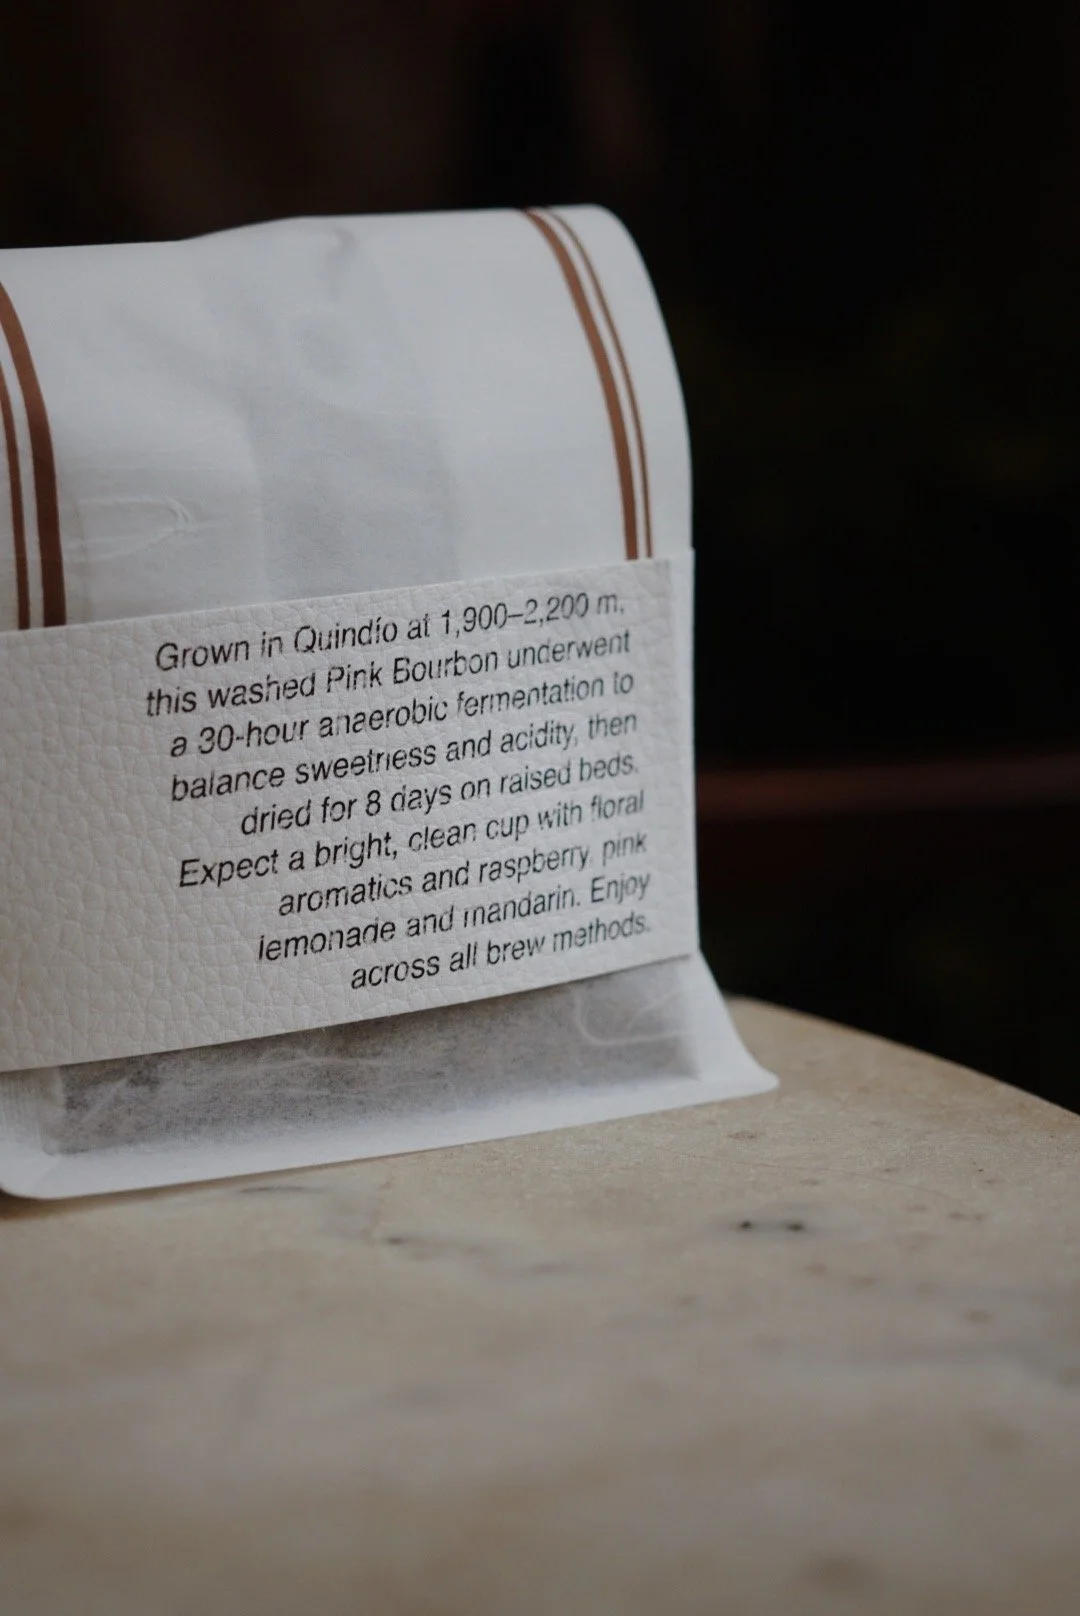 Grown in Quindío at 1,900–2,200 m,
this washed Pink Bourbon underwent
a 30-hour anaerobic fermentation to
balance sweetness and acidity, then
dried for 8 days on raised beds.
Expect a bright, clean cup with floral
aromatics and raspberry, pink
lemonade and mandarin. Enjoy
across all brew methods.